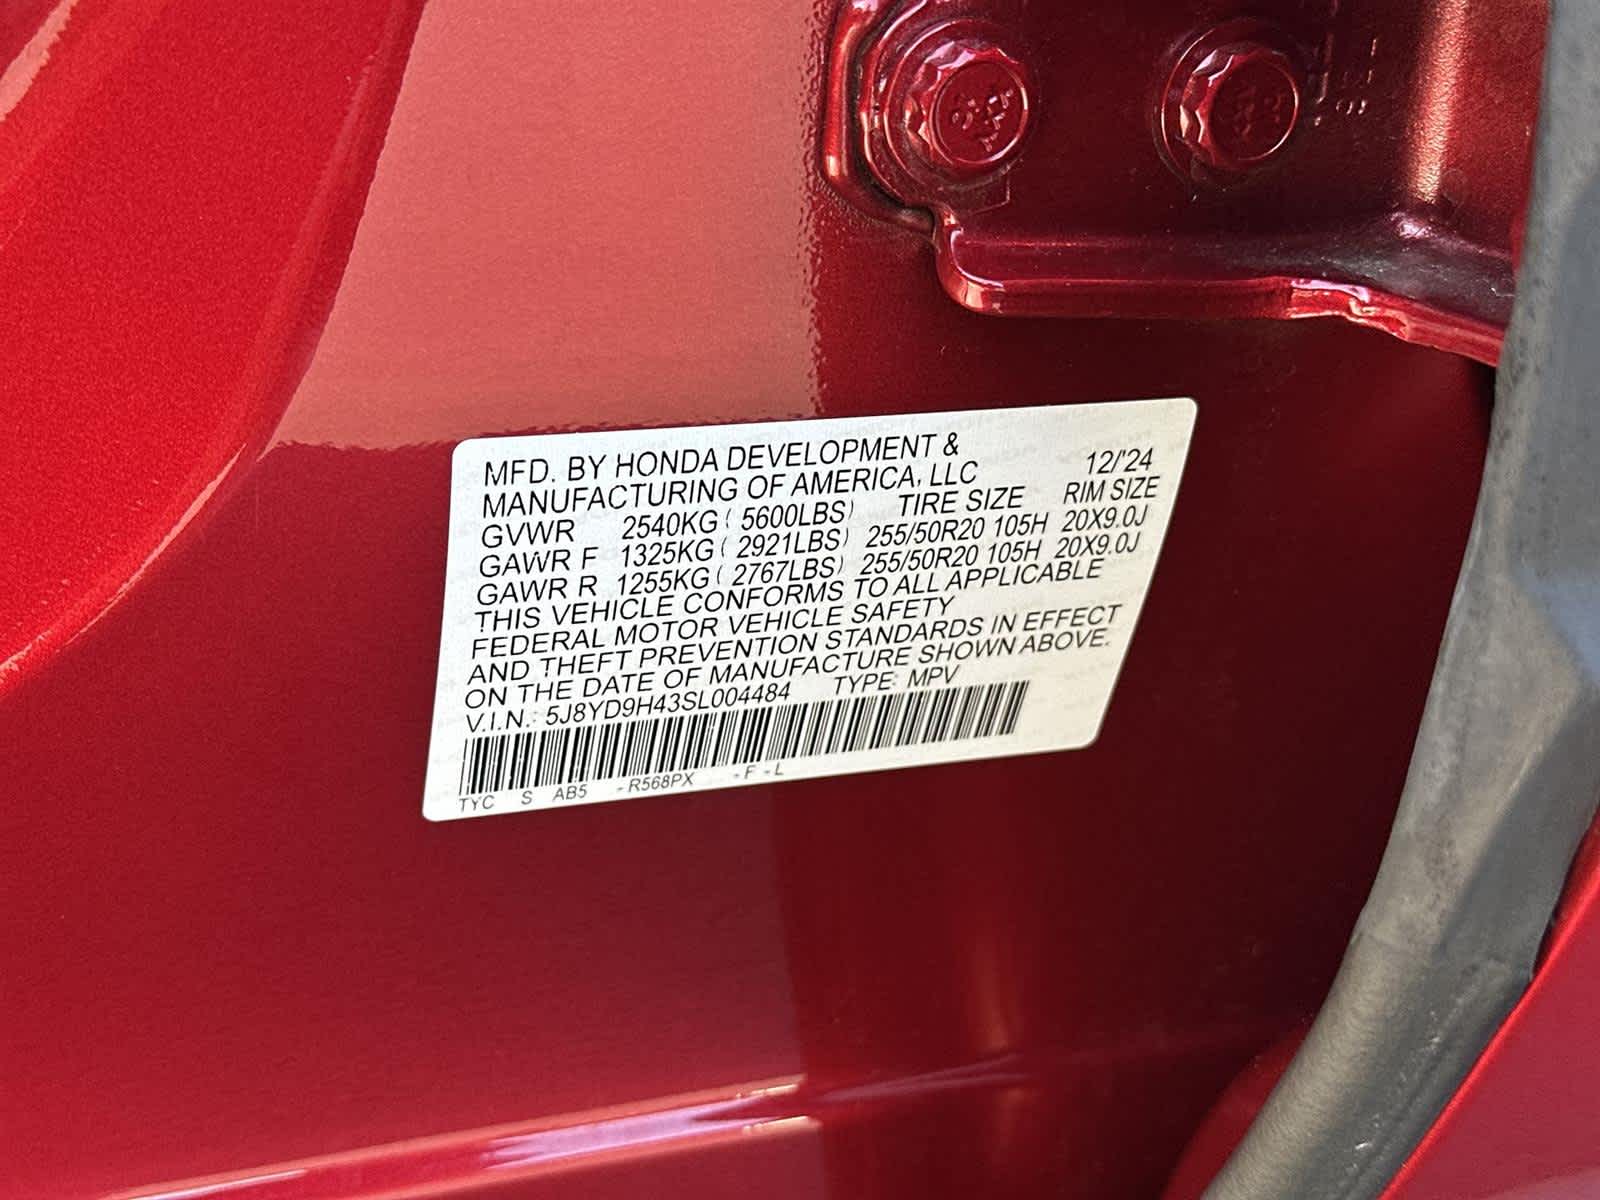 MFD. BY HONDA DEVELOPMENT &
MANUFACTURING OF AMERICA, LLC 12/'24
GVWR 2540KG ( 5600LBS) TIRE SIZE RIM SIZE
GAWR F 1325KG ( 2921LBS) 255/50R20 105H 20X9.0J
GAWR R 1255KG ( 2767LBS) 255/50R20 105H 20X9.0J
THIS VEHICLE CONFORMS TO ALL APPLICABLE
FEDERAL MOTOR VEHICLE SAFETY
AND THEFT PREVENTION STANDARDS IN EFFECT
ON THE DATE OF MANUFACTURE SHOWN ABOVE.
V.I.N.: 5J8YD9H43SL004484 TYPE: MPV
TYC S AB5 -R568PX -F-L